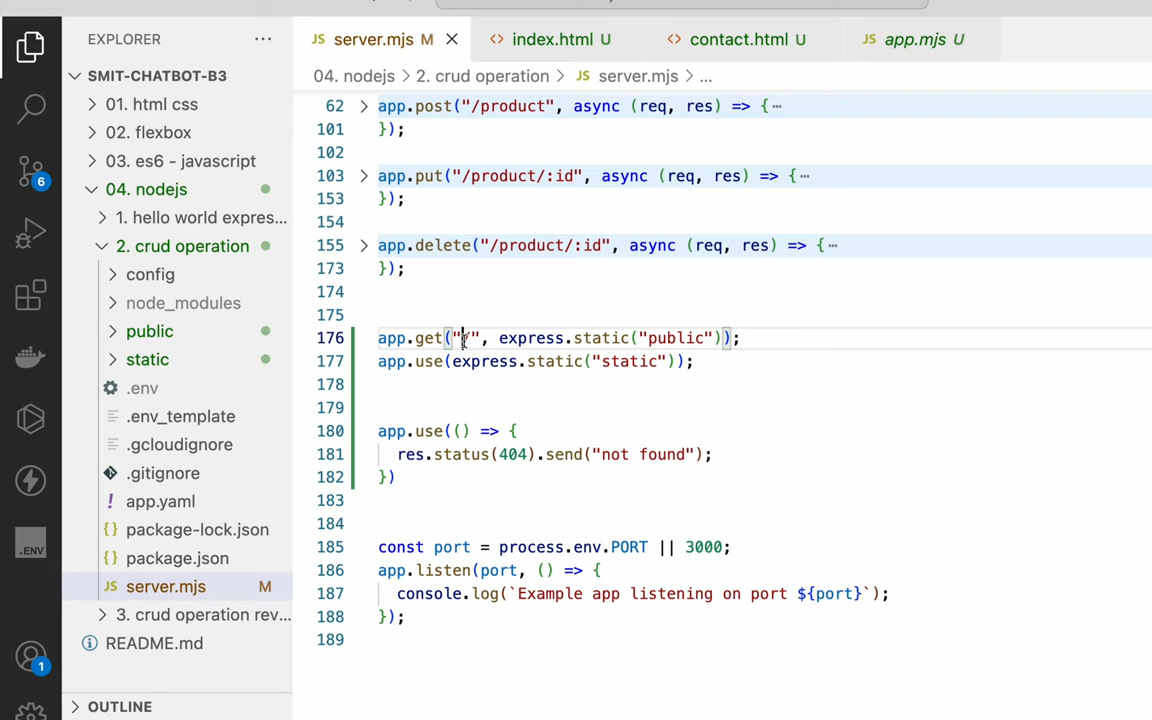 EXPLORER
SMIT-CHATBOT-B3
01. html css
02. flexbox
03. es6 - javascript
04. nodejs
1. hello world expres...
2. crud operation
config
node_modules
public
static
.env
.env_template
.gcloudignore
.gitignore
app.yaml
package-lock.json
package.json
server.mjs M
3. crud operation rev...
README.md
OUTLINE
6
1
.ENV
JS server.mjs M
index.html U
contact.html U
JS app.mjs U
04. nodejs > 2. crud operation > JS server.mjs > ...
62 app.post("/product", async (req, res) => {...
101 });
102
103 app.put("/product/:id", async (req, res) => {...
153 });
154
155 app.delete("/product/:id", async (req, res) => {...
173 });
174
175
176 app.get(" ", express.static("public"));
177 app.use(express.static("static"));
178
179
180 app.use(() => {
181 res.status(404).send("not found");
182 })
183
184
185 const port = process.env.PORT || 3000;
186 app.listen(port, () => {
187 console.log(`Example app listening on port ${port}`);
188 });
189